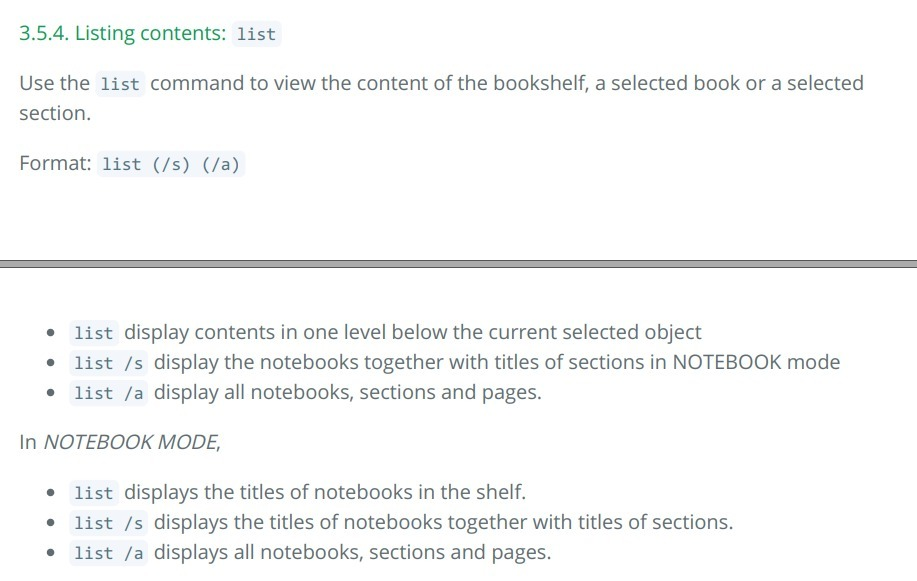 3.5.4. Listing contents: list
Use the list command to view the content of the bookshelf, a selected book or a selected
section.
Format: list (/s) (/a)
• list display contents in one level below the current selected object
• list /s display the notebooks together with titles of sections in NOTEBOOK mode
• list /a display all notebooks, sections and pages.
In NOTEBOOK MODE,
• list displays the titles of notebooks in the shelf.
• list /s displays the titles of notebooks together with titles of sections.
• list /a displays all notebooks, sections and pages.